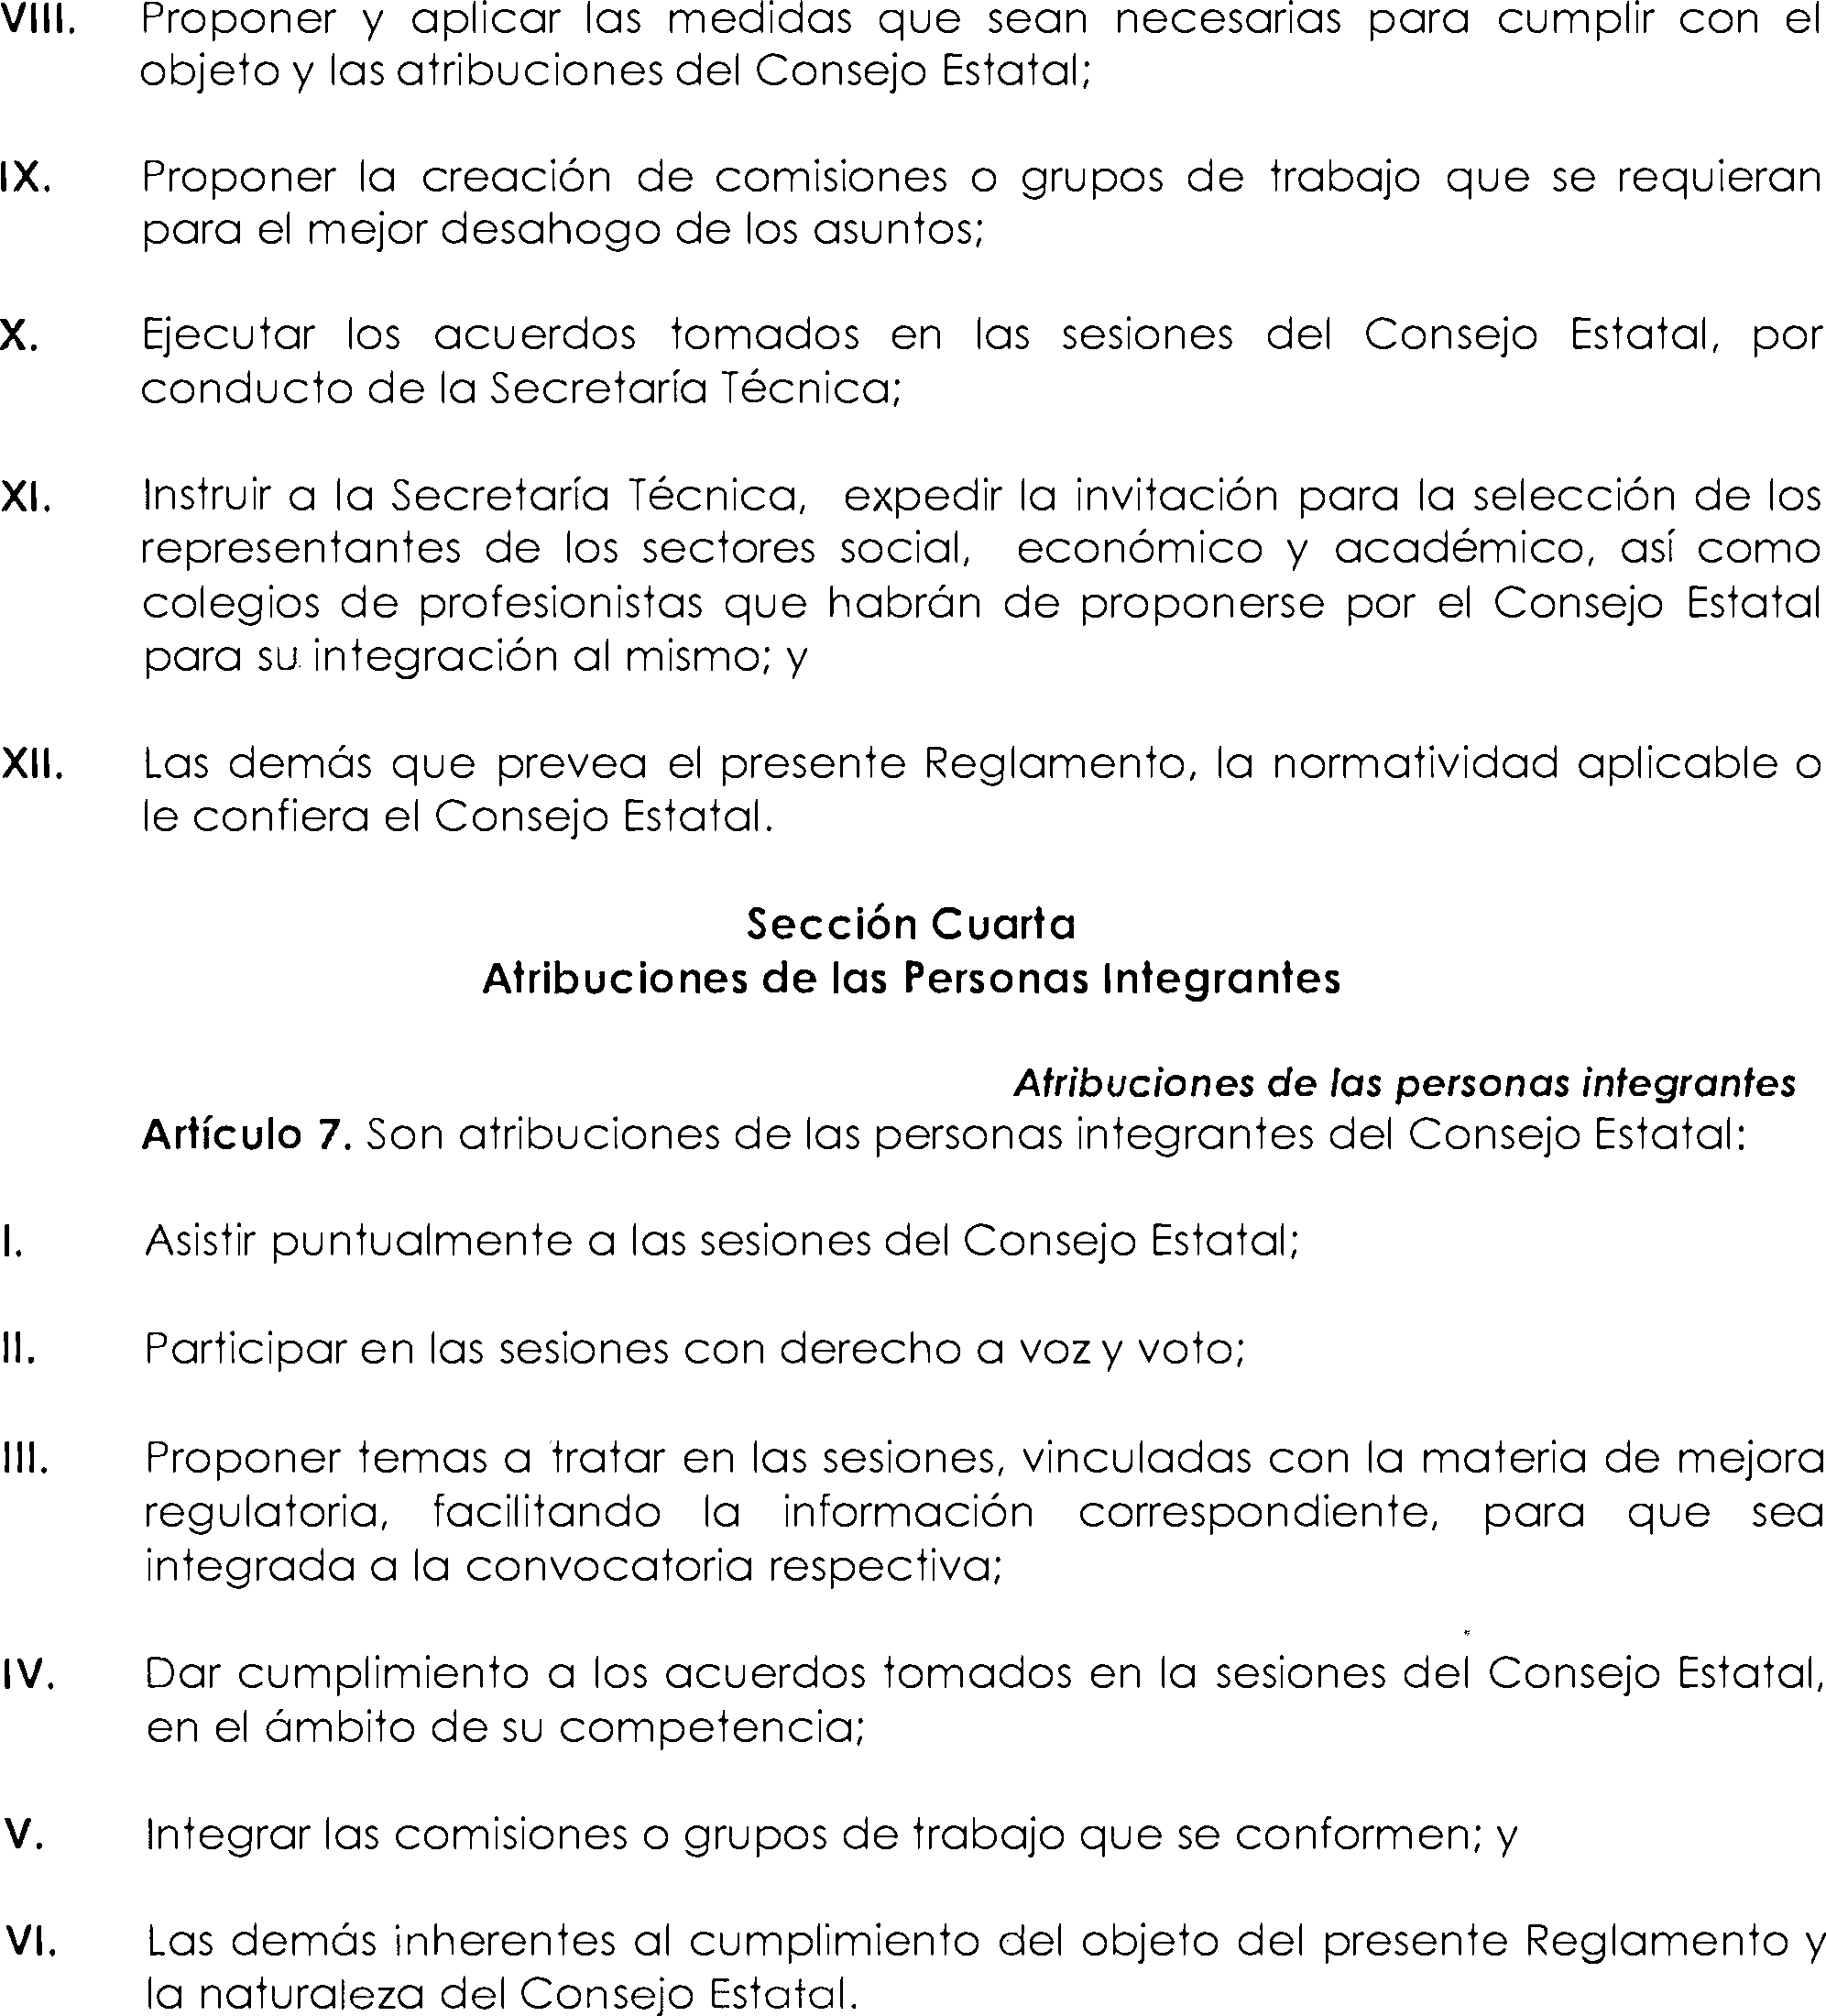 VIII. Proponer y aplicar las medidas que sean necesarias para cumplir con el
objeto y las atribuciones del Consejo Estatal;
IX. Proponer la creación de comisiones o grupos de trabajo que se requieran
para el mejor desahogo de los asuntos;
X. Ejecutar los acuerdos tomados en las sesiones del Consejo Estatal, por
conducto de la Secretaría Técnica;
XI. Instruir a la Secretaría Técnica, expedir la invitación para la selección de los
representantes de los sectores social, económico y académico, así como
colegios de profesionistas que habrán de proponerse por el Consejo Estatal
para su integración al mismo; y
XII. Las demás que prevea el presente Reglamento, la normatividad aplicable o
le confiera el Consejo Estatal.
Sección Cuarta
Atribuciones de las Personas Integrantes
Atribuciones de las personas integrantes
Artículo 7. Son atribuciones de las personas integrantes del Consejo Estatal:
I. Asistir puntualmente a las sesiones del Consejo Estatal;
II. Participar en las sesiones con derecho a voz y voto;
III. Proponer temas a tratar en las sesiones, vinculadas con la materia de mejora
regulatoria, facilitando la información correspondiente, para que sea
integrada a la convocatoria respectiva;
IV. Dar cumplimiento a los acuerdos tomados en la sesiones del Consejo Estatal,
en el ámbito de su competencia;
V. Integrar las comisiones o grupos de trabajo que se conformen; y
VI. Las demás inherentes al cumplimiento del objeto del presente Reglamento y
la naturaleza del Consejo Estatal.